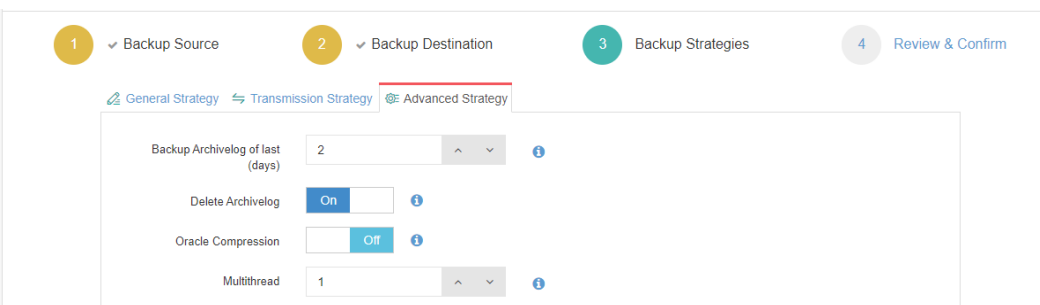 1 Backup Source 2 Backup Destination 3 Backup Strategies 4 Review & Confirm
General Strategy Transmission Strategy Advanced Strategy
Backup Archivelog of last 2
(days)
Delete Archivelog On
Oracle Compression Off
Multithread 1